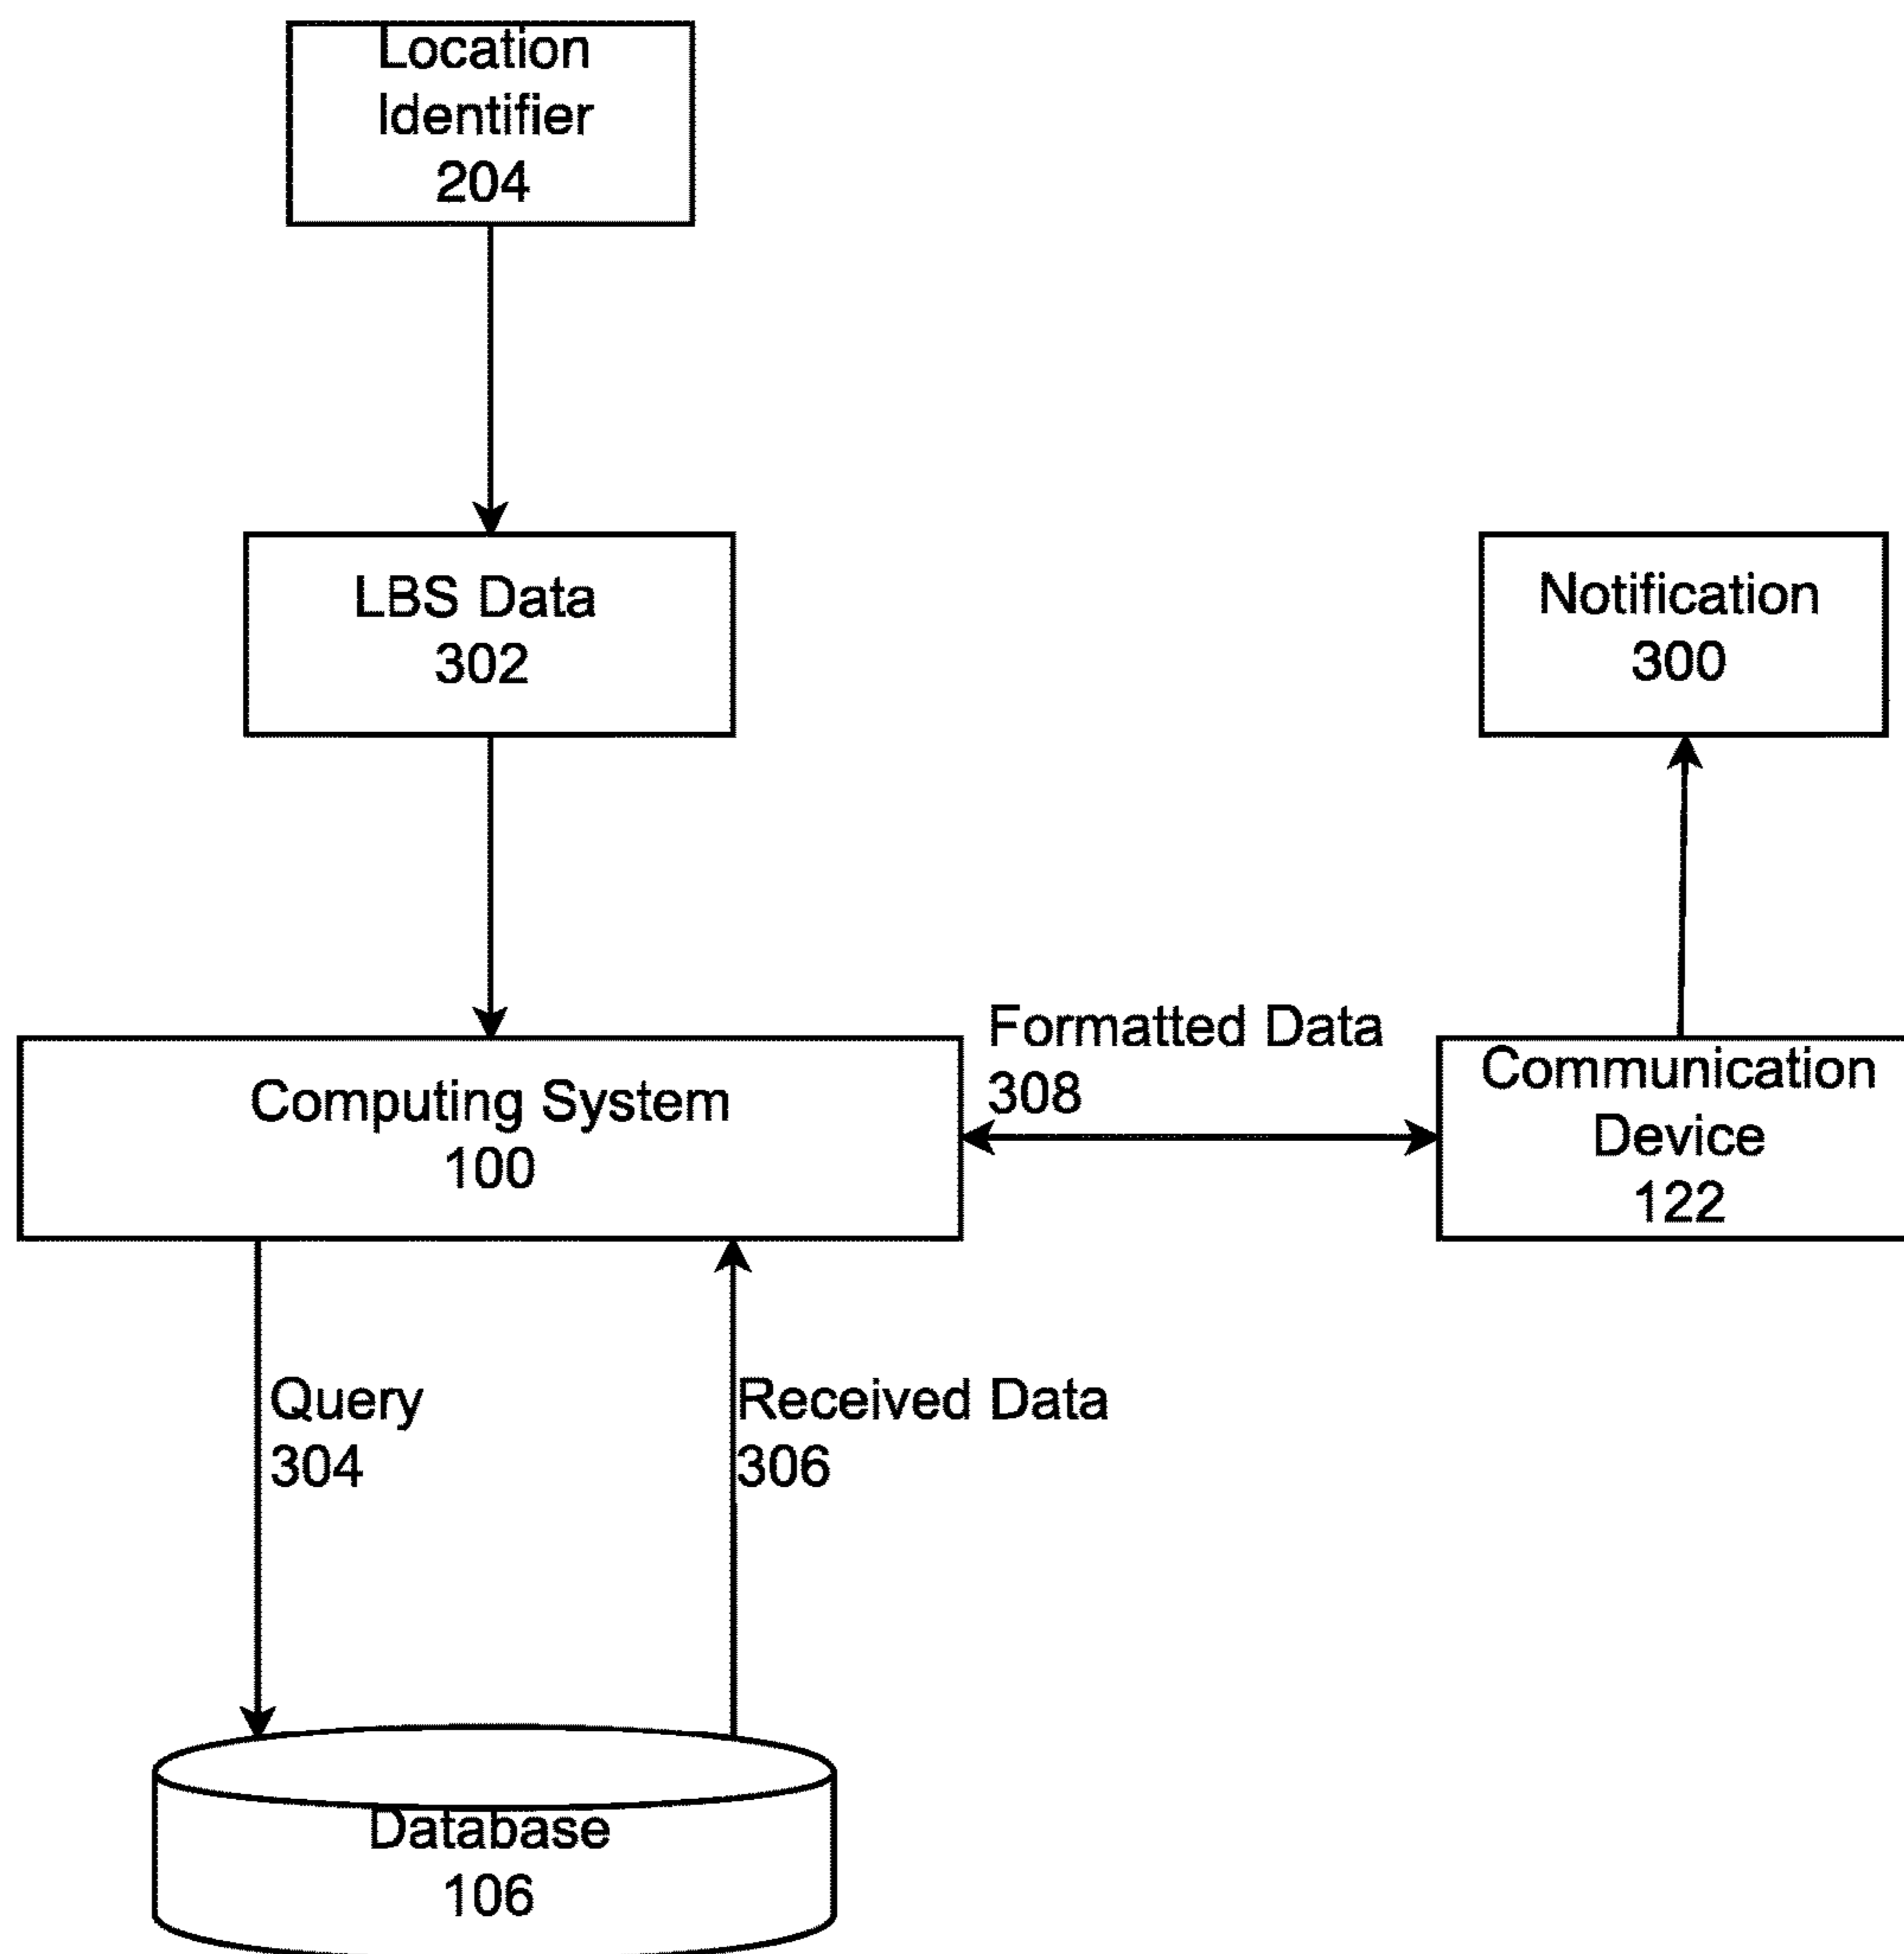 Location
Identifier
204
LBS Data
302
Notification
300
Computing System
100
Formatted Data
308
Communication
Device
122
Query
304
Received Data
306
Database
106